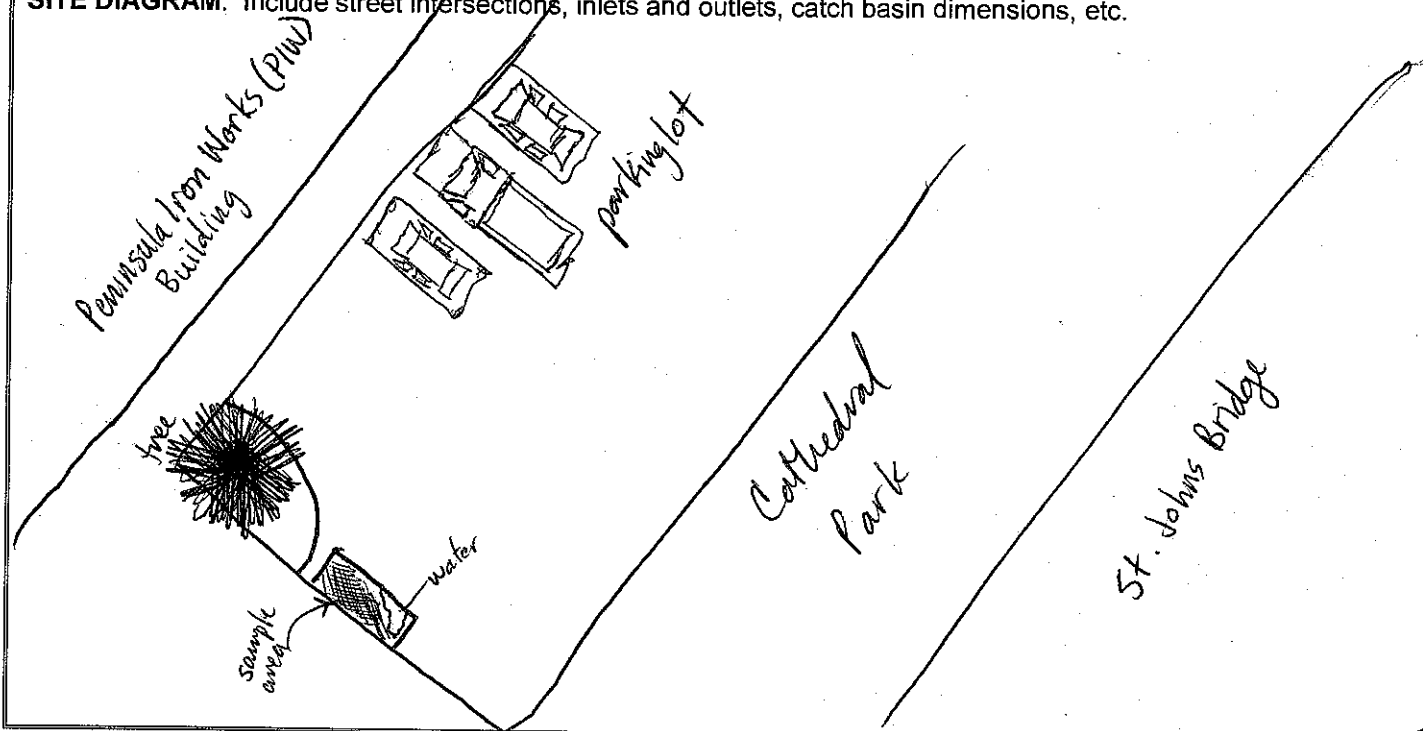 SITE DIAGRAM: Include street intersections, inlets and outlets, catch basin dimensions, etc.
Peninsula Iron Works (PIW)
Building
parking lot
tree
sample
area
water
Cathedral
Park
St. Johns Bridge